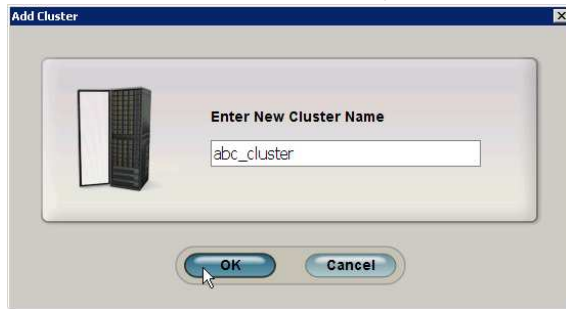 Add Cluster
Enter New Cluster Name
abc_cluster
OK
Cancel